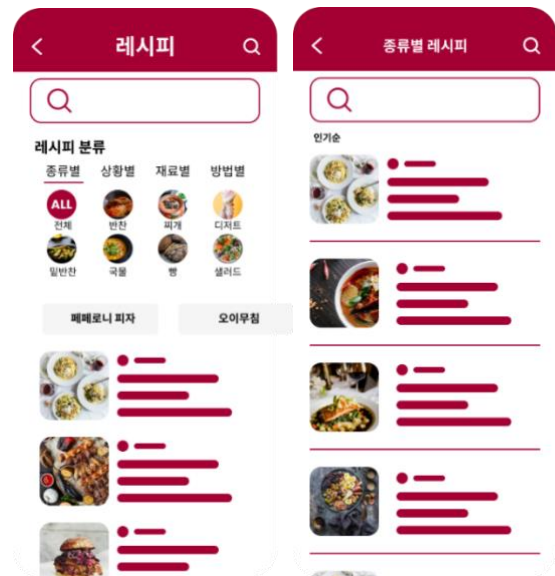 레시피
레시피 분류
종류별 상황별 재료별 방법별
ALL
전체 반찬 찌개 디저트
밑반찬 국물 빵 샐러드
페페로니 피자 오이무침
종류별 레시피
인기순